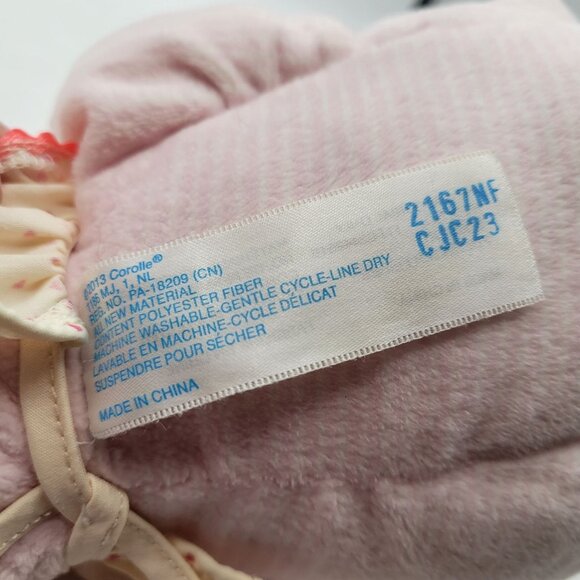 2013 Corolle®
1186 MJ, 1, NL
REG. NO. PA-18209 (CN)
ALL NEW MATERIAL
CONTENT POLYESTER FIBER
MACHINE WASHABLE-GENTLE CYCLE-LINE DRY
LAVABLE EN MACHINE-CYCLE DÉLICAT
SUSPENDRE POUR SÉCHER
MADE IN CHINA
2167NF
CJC23